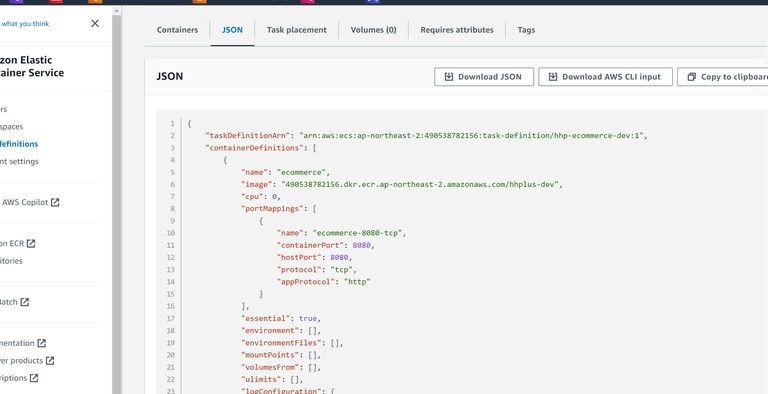 what you think
zon Elastic
tainer Service
rs
spaces
definitions
nt settings
AWS Copilot
on ECR
itories
Batch
mentation
ver products
riptions
Containers
JSON
Task placement
Volumes (0)
Requires attributes
Tags
JSON
Download JSON
Download AWS CLI input
Copy to clipboar
1 {
2 "taskDefinitionArn": "arn:aws:ecs:ap-northeast-2:490538782156:task-definition/hhp-ecommerce-dev:1",
3 "containerDefinitions": [
4 {
5 "name": "ecommerce",
6 "image": "490538782156.dkr.ecr.ap-northeast-2.amazonaws.com/hhplus-dev",
7 "cpu": 0,
8 "portMappings": [
9 {
10 "name": "ecommerce-8080-tcp",
11 "containerPort": 8080,
12 "hostPort": 8080,
13 "protocol": "tcp",
14 "appProtocol": "http"
15 }
16 ],
17 "essential": true,
18 "environment": [],
19 "environmentFiles": [],
20 "mountPoints": [],
21 "volumesFrom": [],
22 "ulimits": [],
23 "logConfiguration": {